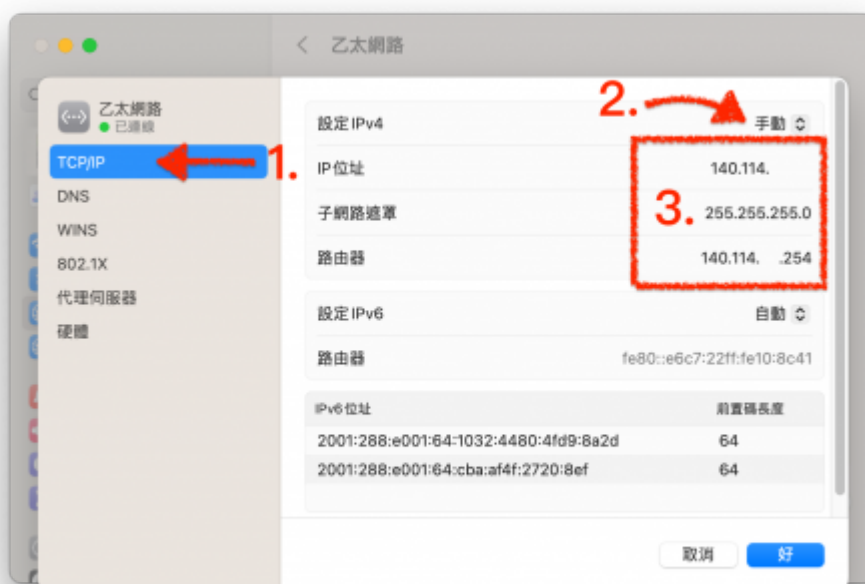 乙太網路
乙太網路
已連線
TCP/IP
1.
DNS
WINS
802.1X
代理伺服器
硬體
2.
設定 IPv4 手動
IP 位址 140.114.
3.
子網路遮罩 255.255.255.0
路由器 140.114. .254
設定 IPv6 自動
路由器 fe80::e6c7:22ff:fe10:8c41
IPv6 位址 前置碼長度
2001:288:e001:64:1032:4480:4fd9:8a2d 64
2001:288:e001:64:cba:af4f:2720:8ef 64
取消 好